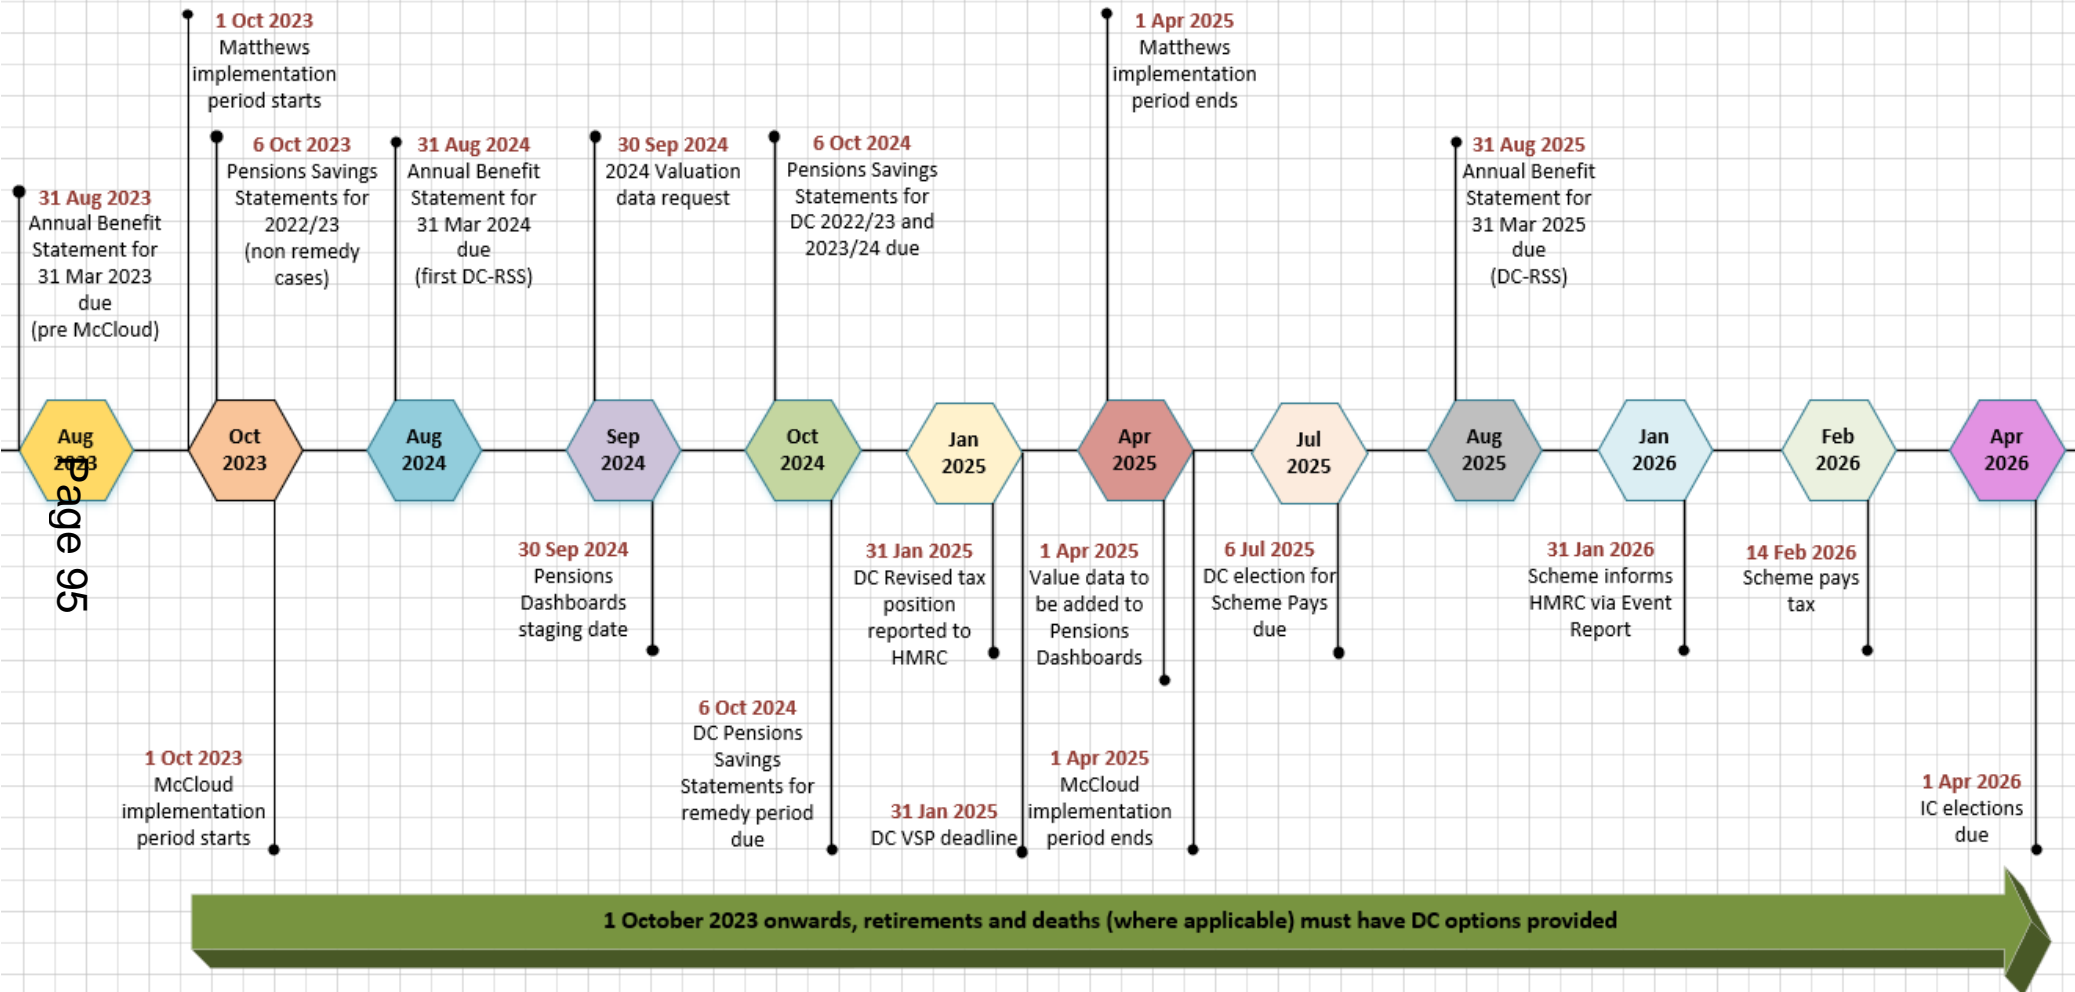 1 Oct 2023
Matthews
implementation
period starts
1 Apr 2025
Matthews
implementation
period ends
31 Aug 2023
Annual Benefit
Statement for
31 Mar 2023
due
(pre McCloud)
6 Oct 2023
Pensions Savings
Statements for
2022/23
(non remedy
cases)
31 Aug 2024
Annual Benefit
Statement for
31 Mar 2024
due
(first DC-RSS)
30 Sep 2024
2024 Valuation
data request
6 Oct 2024
Pensions Savings
Statements for
DC 2022/23 and
2023/24 due
31 Aug 2025
Annual Benefit
Statement for
31 Mar 2025
due
(DC-RSS)
Aug
2023
Oct
2023
Aug
2024
Sep
2024
Oct
2024
Jan
2025
Apr
2025
Jul
2025
Aug
2025
Jan
2026
Feb
2026
Apr
2026
Page 95
30 Sep 2024
Pensions
Dashboards
staging date
31 Jan 2025
DC Revised tax
position
reported to
HMRC
1 Apr 2025
Value data to
be added to
Pensions
Dashboards
6 Jul 2025
DC election for
Scheme Pays
due
31 Jan 2026
Scheme informs
HMRC via Event
Report
14 Feb 2026
Scheme pays
tax
1 Oct 2023
McCloud
implementation
period starts
6 Oct 2024
DC Pensions
Savings
Statements for
remedy period
due
31 Jan 2025
DC VSP deadline
1 Apr 2025
McCloud
implementation
period ends
1 Apr 2026
IC elections
due
1 October 2023 onwards, retirements and deaths (where applicable) must have DC options provided